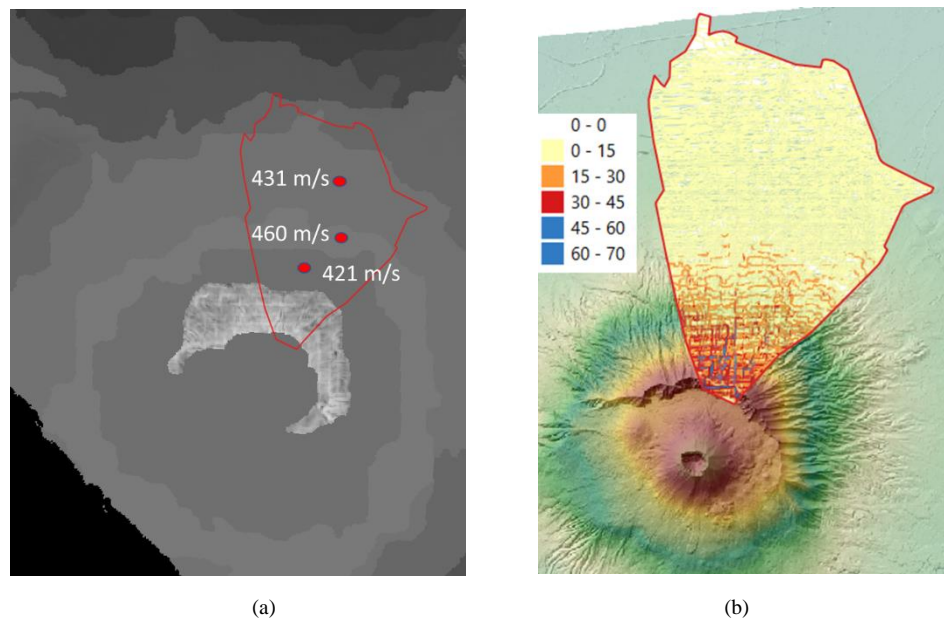 431 m/s
460 m/s
421 m/s
0 - 0
0 - 15
15 - 30
30 - 45
45 - 60
60 - 70
(a)
(b)